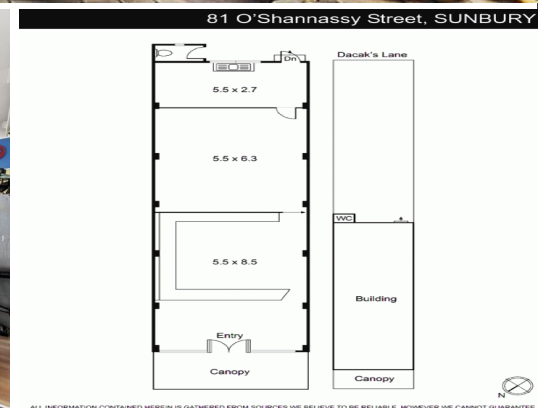 81 O'Shannassy Street, SUNBURY
Dn
Dacak's Lane
5.5 x 2.7
5.5 x 6.3
WC
5.5 x 8.5
Building
Entry
Canopy
Canopy
N
ALL INFORMATION CONTAINED HEREIN IS GATHERED FROM SOURCES WE BELIEVE TO BE RELIABLE. HOWEVER WE CANNOT GUARANTEE